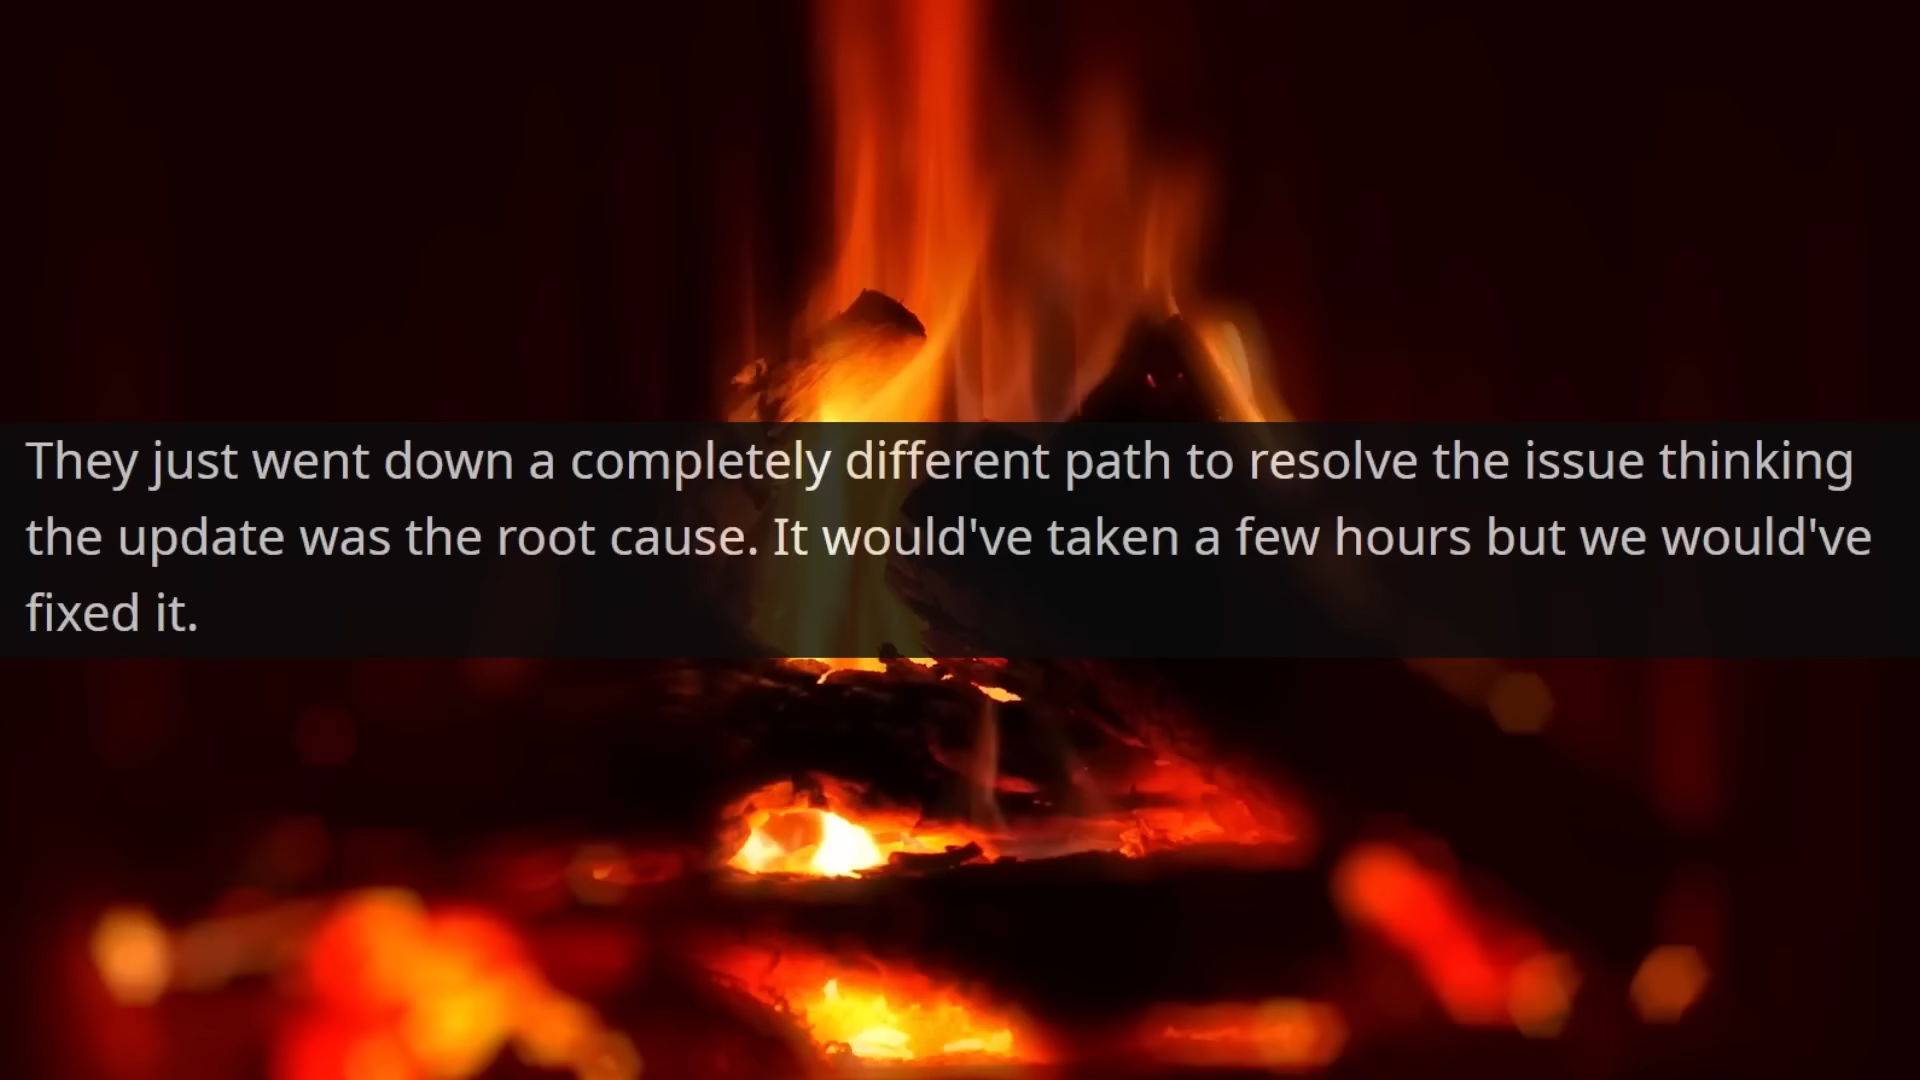 They just went down a completely different path to resolve the issue thinking
the update was the root cause. It would've taken a few hours but we would've
fixed it.